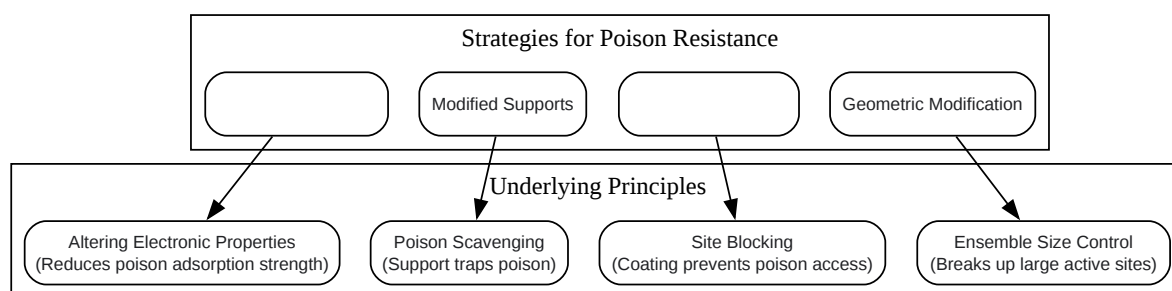 Strategies for Poison Resistance
Modified Supports
Geometric Modification
Underlying Principles
Altering Electronic Properties
(Reduces poison adsorption strength)
Poison Scavenging
(Support traps poison)
Site Blocking
(Coating prevents poison access)
Ensemble Size Control
(Breaks up large active sites)